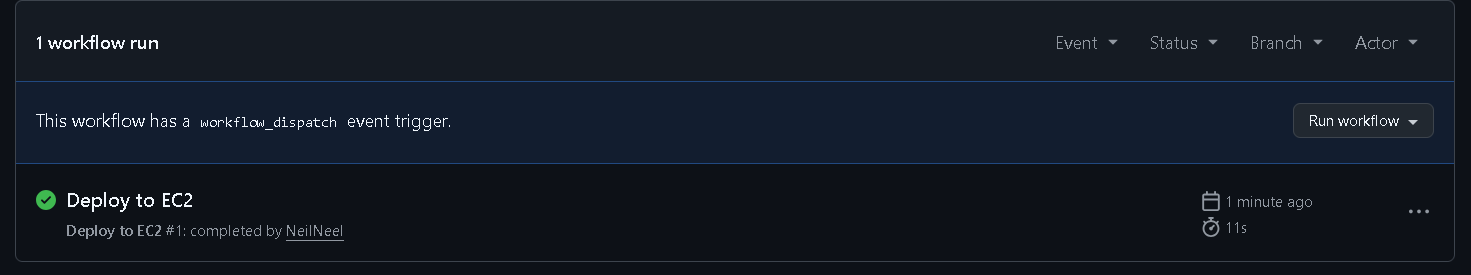 1 workflow run
Event
Status
Branch
Actor
This workflow has a workflow_dispatch event trigger.
Run workflow
Deploy to EC2
Deploy to EC2 #1: completed by NeilNeel
1 minute ago
11s